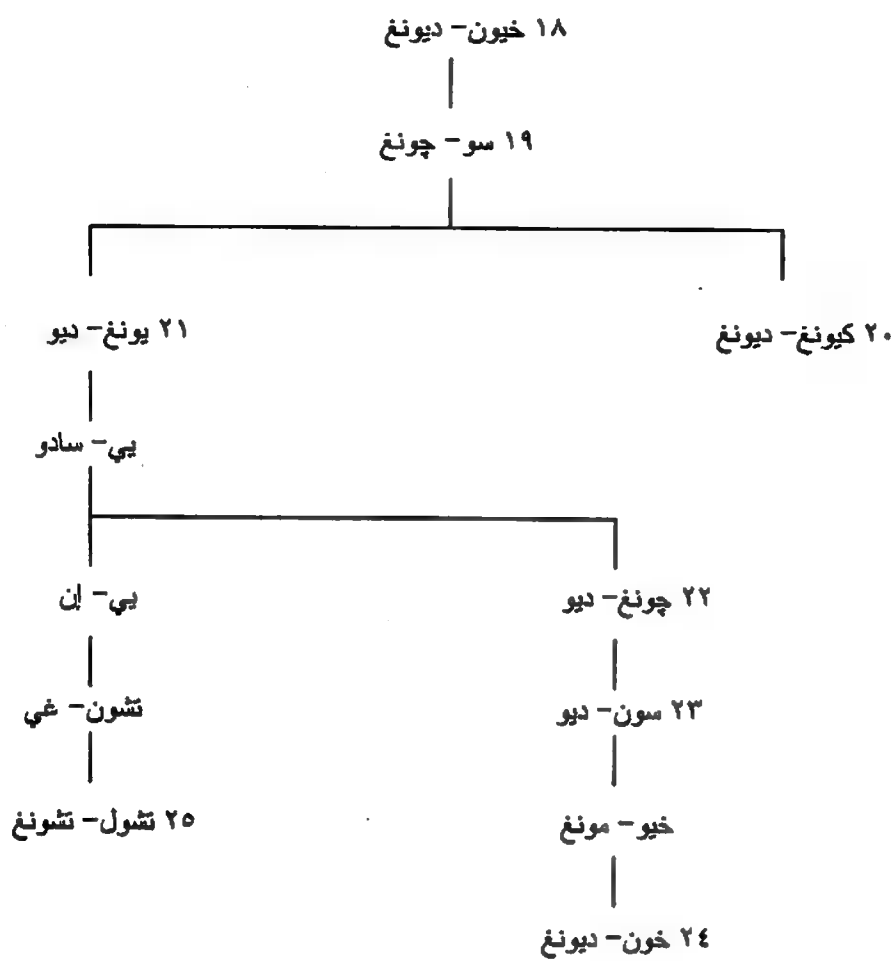 ١٨ خيون- ديونغ
١٩ سو- چونغ
٢٠ كيونغ- ديونغ
٢١ يونغ- ديو
يي- سادو
٢٢ چونغ- ديو
يي- إن
٢٣ سون- ديو
تشون- غي
خيو- مونغ
٢٥ تشول- تشونغ
٢٤ خون- ديونغ